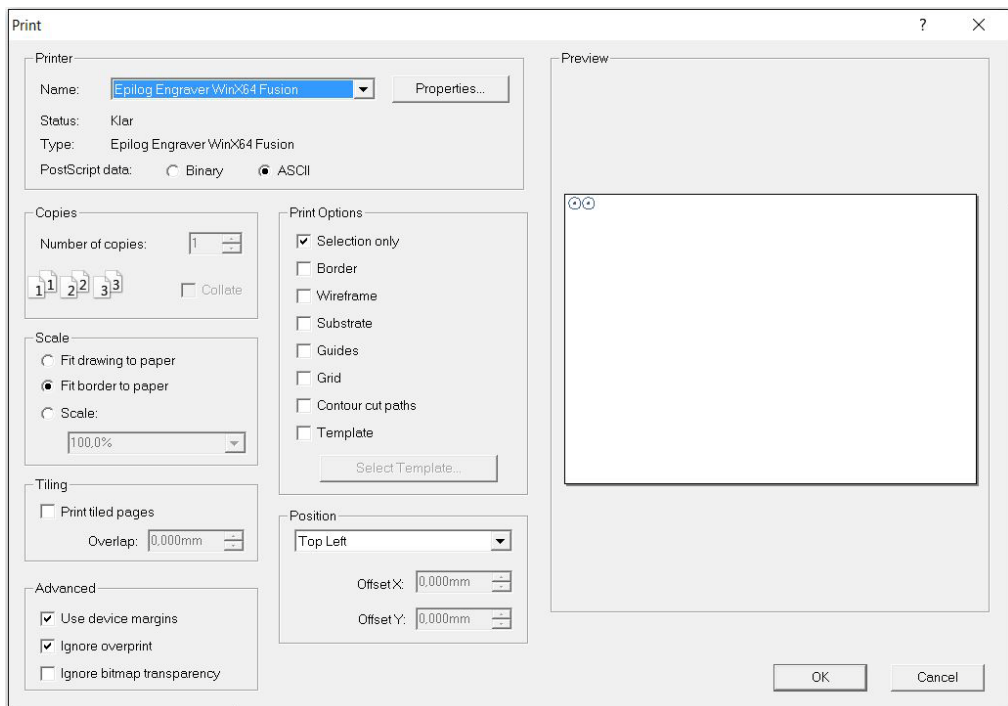 Print
Printer
Name: Epilog Engraver WinX64 Fusion Properties...
Status: Klar
Type: Epilog Engraver WinX64 Fusion
PostScript data: Binary ASCII
Copies
Number of copies: 1
1 1 2 2 3 3
Collate
Scale
Fit drawing to paper
Fit border to paper
Scale:
100,0%
Tiling
Print tiled pages
Overlap: 0,000mm
Advanced
Use device margins
Ignore overprint
Ignore bitmap transparency
Print Options
Selection only
Border
Wireframe
Substrate
Guides
Grid
Contour cut paths
Template
Select Template...
Position
Top Left
Offset X: 0,000mm
Offset Y: 0,000mm
Preview
OK
Cancel